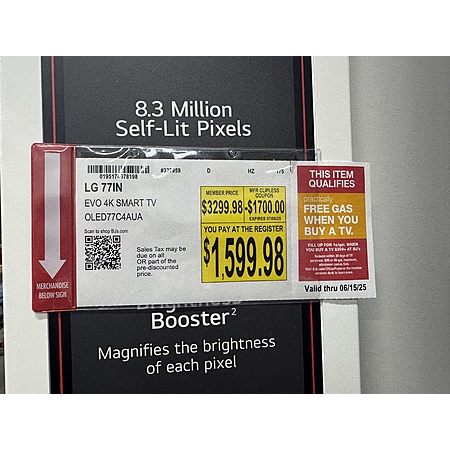 8.3 Million
Self-Lit Pixels
LG 77IN
EVO 4K SMART TV
OLED77C4AUA
Scan to shop BJs.com
Sales Tax may be
due on all
OR part of the
pre-discounted
price.
D HZ
MEMBER PRICE
$3299.98
MFR CLIPLESS
COUPON
-$1700.00
YOU PAY AT THE REGISTER
$1,599.98
THIS ITEM
QUALIFIES
practically
FREE GAS
WHEN YOU
BUY A TV.
Valid thru 06/15/25
MERCHANDISE
BELOW SIGN
Booster2
Magnifies the brightness
of each pixel